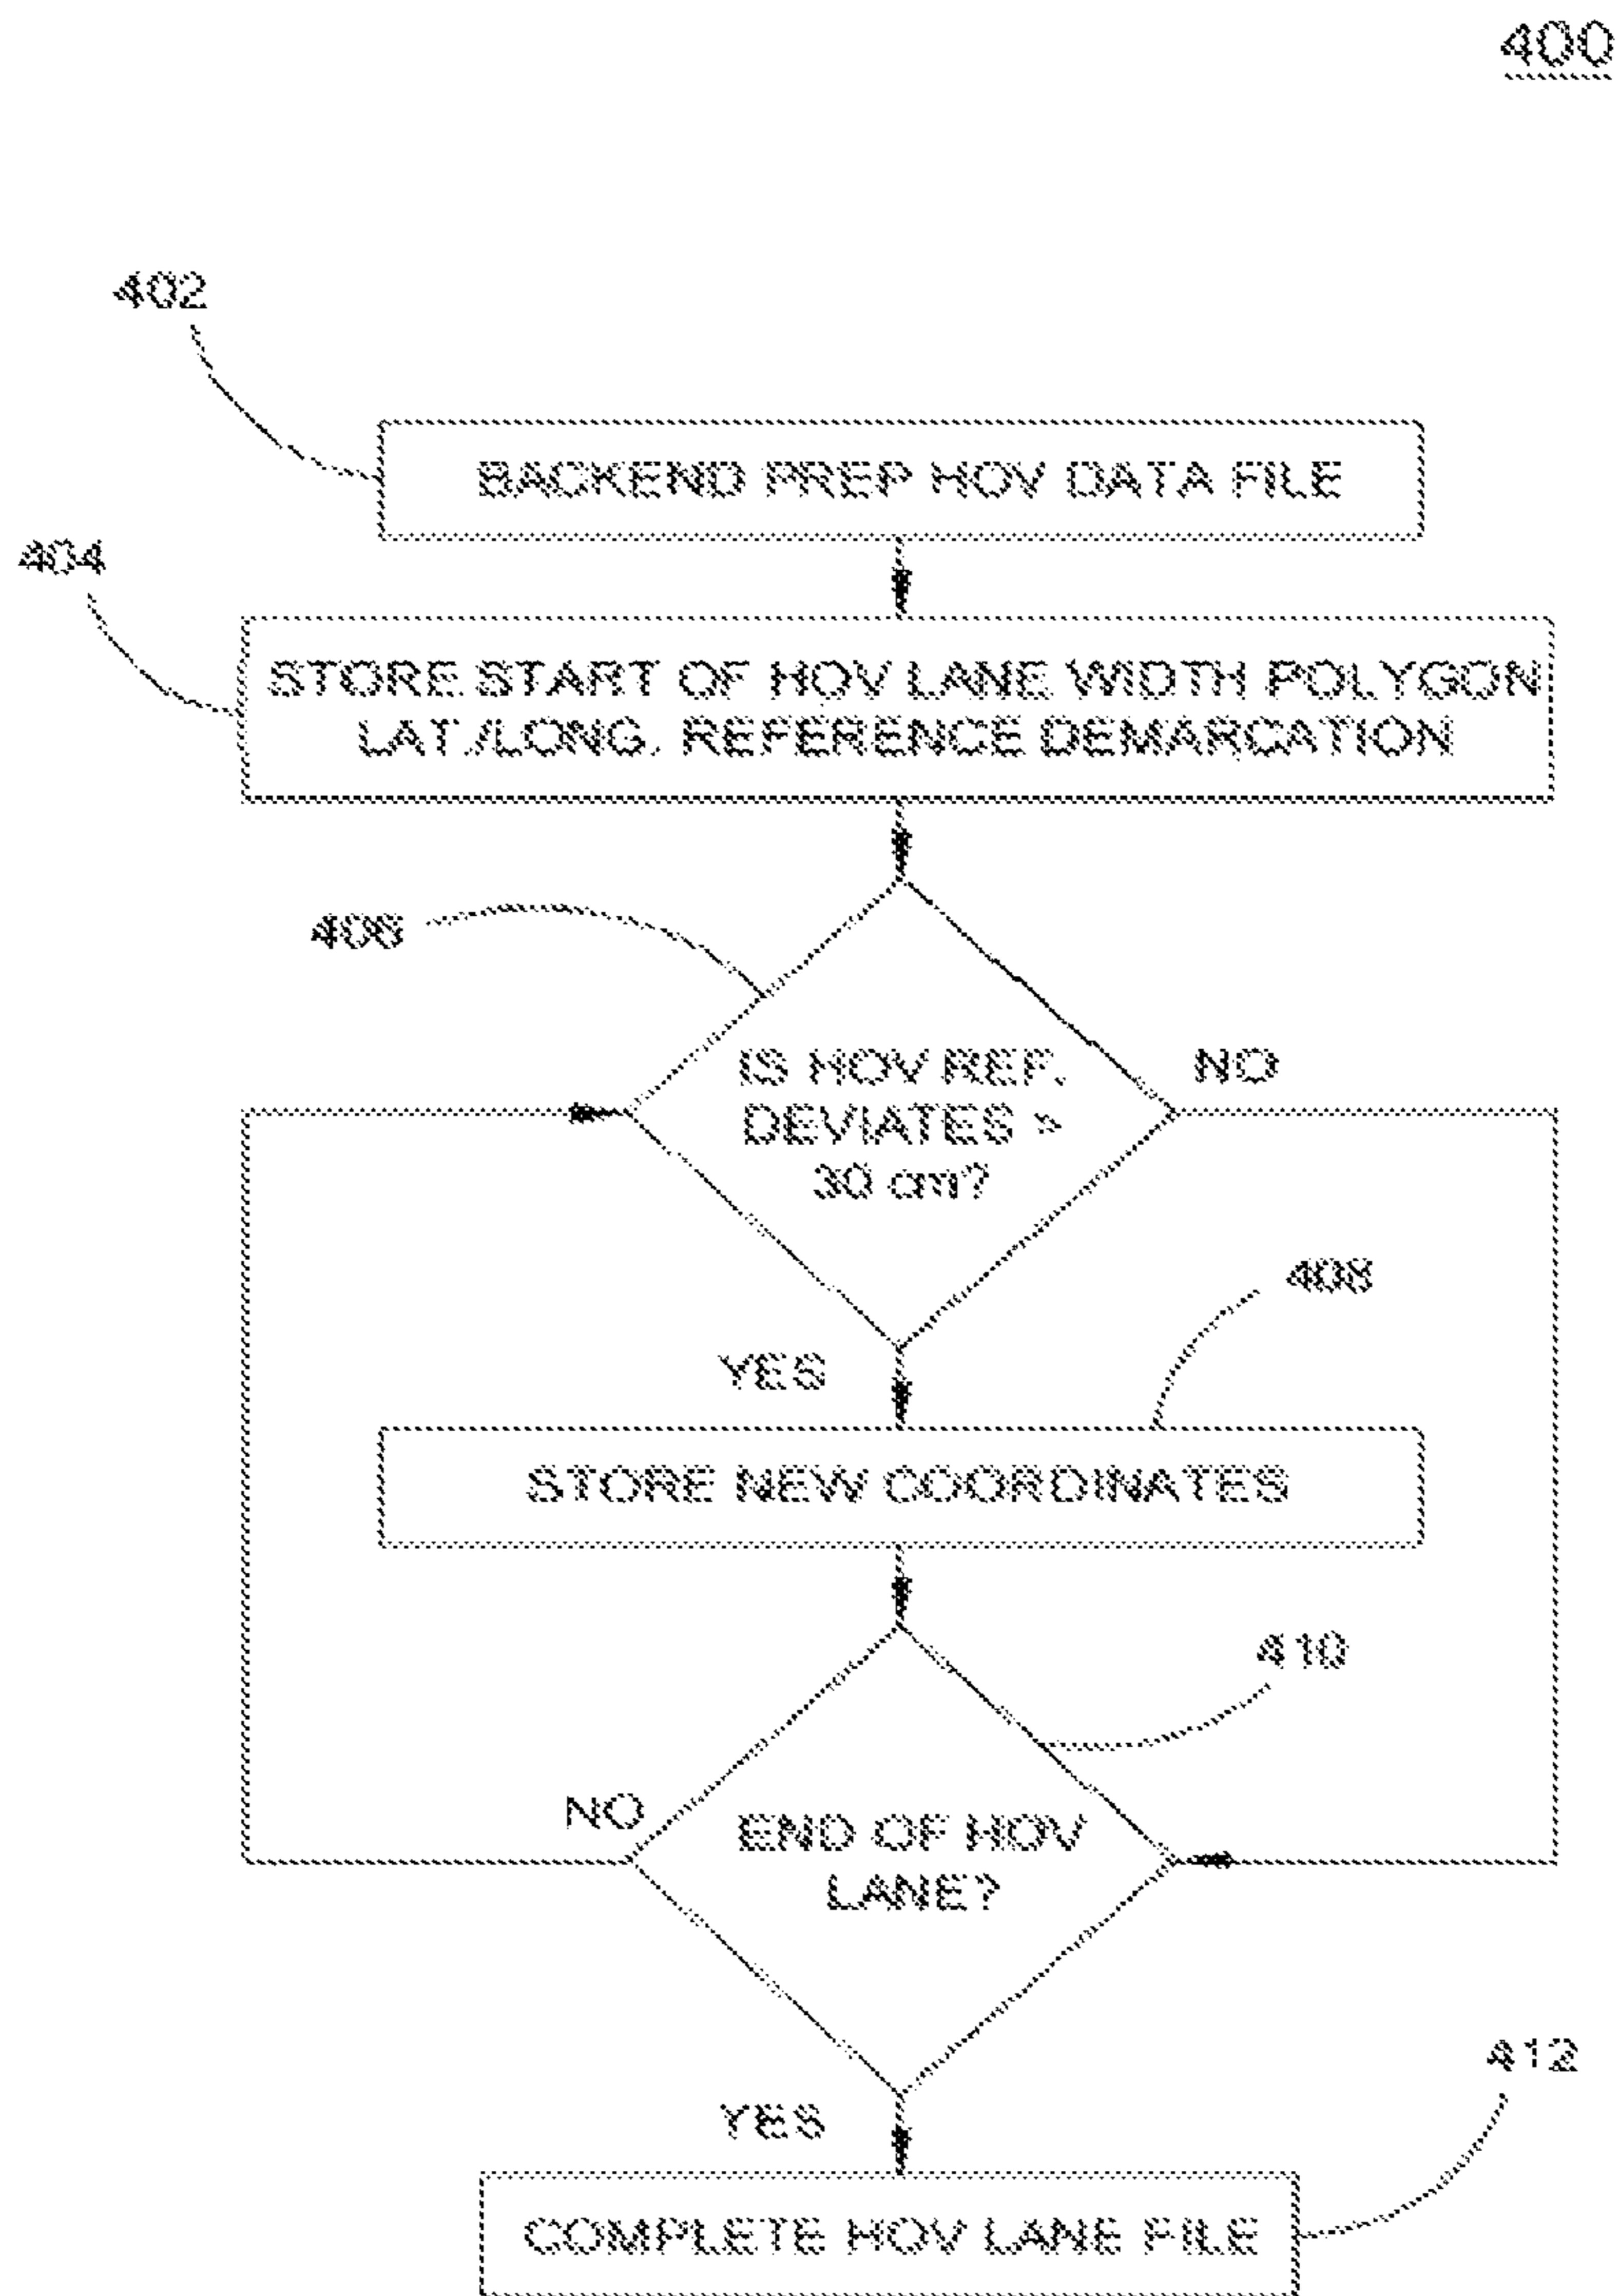 400
402
BACKEND PREP HOV DATA FILE
404
STORE START OF HOV LANE WIDTH POLYGON
LAT./LONG. REFERENCE DEMARCATION
406
IS HOV REF.
DEVIATES >
30 cm?
NO
408
YES
STORE NEW COORDINATES
410
NO
END OF HOV
LANE?
412
YES
COMPLETE HOV LANE FILE